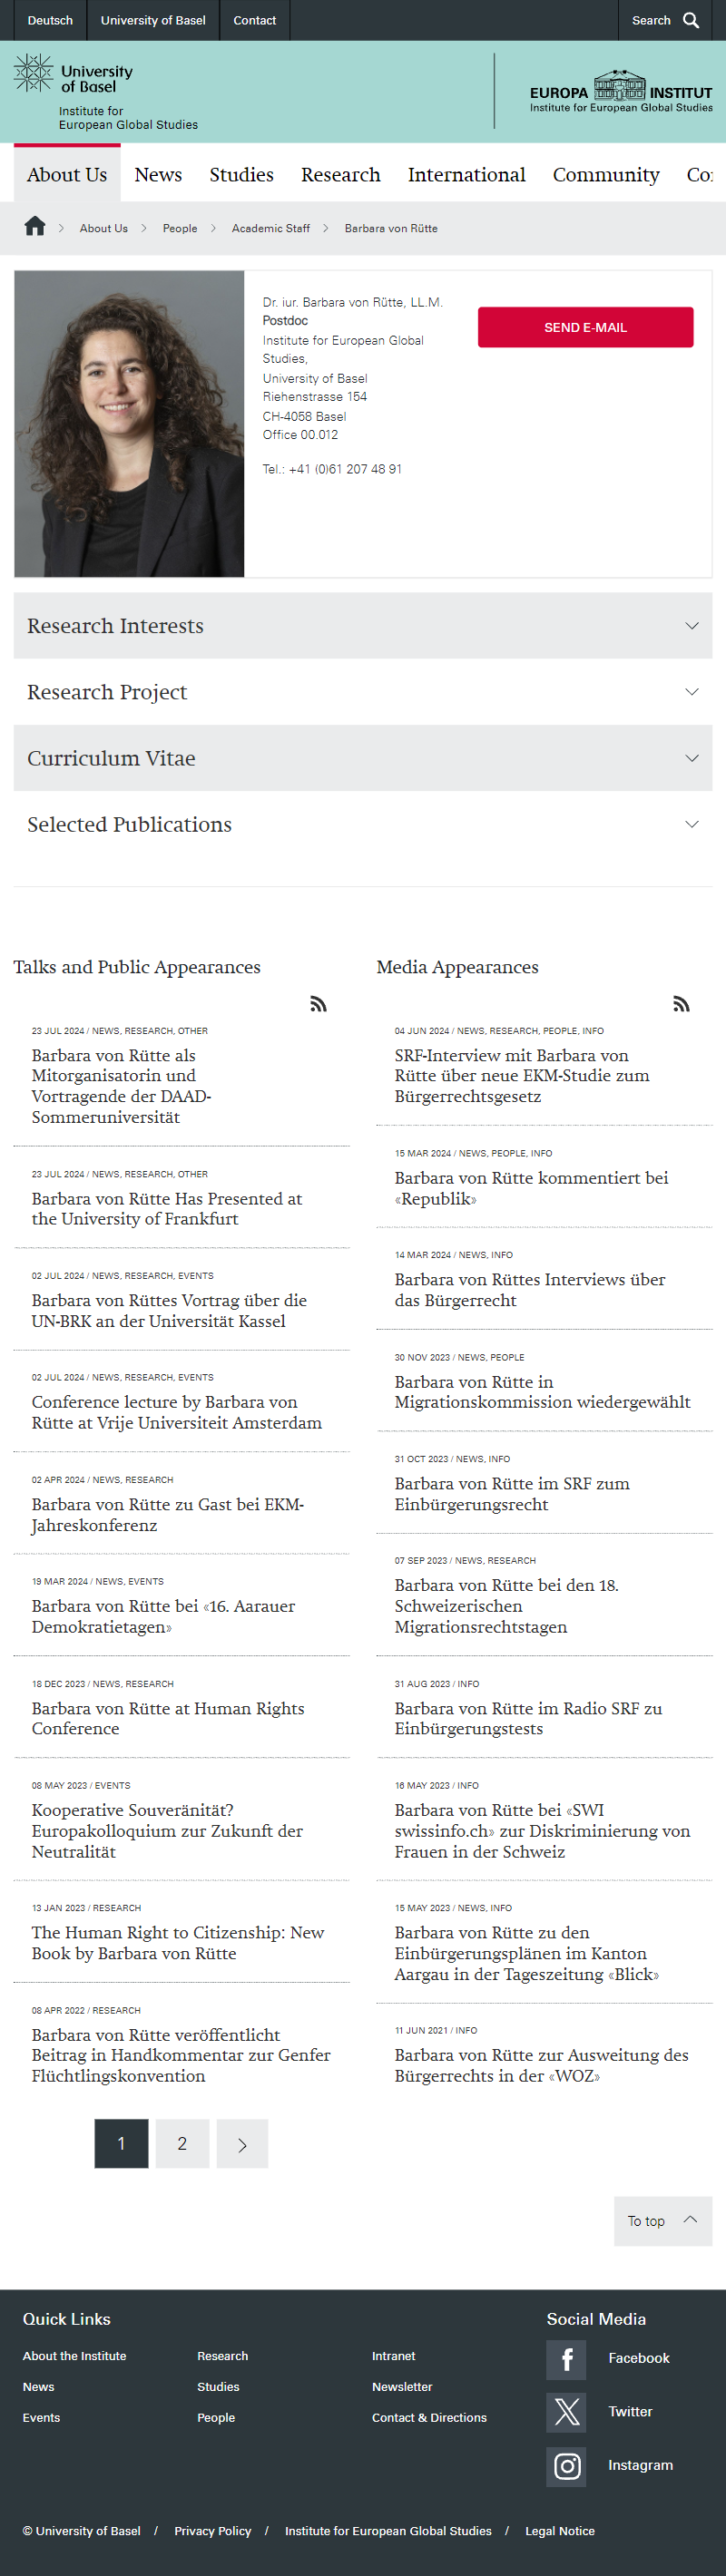 Deutsch
University of Basel
Contact
Search
University
of Basel
Institute for
European Global Studies
EUROPA INSTITUT
Institute for European Global Studies
About Us
News
Studies
Research
International
Community
About Us
People
Academic Staff
Barbara von Rütte
Dr. iur. Barbara von Rütte, LL.M.
Postdoc
Institute for European Global
Studies,
University of Basel
Riehenstrasse 154
CH-4058 Basel
Office 00.012
Tel.: +41 (0)61 207 48 91
SEND E-MAIL
Research Interests
Research Project
Curriculum Vitae
Selected Publications
Talks and Public Appearances
23 JUL 2024 / NEWS, RESEARCH, OTHER
Barbara von Rütte als
Mitorganisatorin und
Vortragende der DAAD-
Sommeruniversität
23 JUL 2024 / NEWS, RESEARCH, OTHER
Barbara von Rütte Has Presented at
the University of Frankfurt
02 JUL 2024 / NEWS, RESEARCH, EVENTS
Barbara von Rüttes Vortrag über die
UN-BRK an der Universität Kassel
02 JUL 2024 / NEWS, RESEARCH, EVENTS
Conference lecture by Barbara von
Rütte at Vrije Universiteit Amsterdam
02 APR 2024 / NEWS, RESEARCH
Barbara von Rütte zu Gast bei EKM-
Jahreskonferenz
19 MAR 2024 / NEWS, EVENTS
Barbara von Rütte bei «16. Aarauer
Demokratietagen»
18 DEC 2023 / NEWS, RESEARCH
Barbara von Rütte at Human Rights
Conference
08 MAY 2023 / EVENTS
Kooperative Souveränität?
Europakolloquium zur Zukunft der
Neutralität
13 JAN 2023 / RESEARCH
The Human Right to Citizenship: New
Book by Barbara von Rütte
08 APR 2022 / RESEARCH
Barbara von Rütte veröffentlicht
Beitrag in Handkommentar zur Genfer
Flüchtlingskonvention
1
2
Media Appearances
04 JUN 2024 / NEWS, RESEARCH, PEOPLE, INFO
SRF-Interview mit Barbara von
Rütte über neue EKM-Studie zum
Bürgerrechtsgesetz
15 MAR 2024 / NEWS, PEOPLE, INFO
Barbara von Rütte kommentiert bei
«Republik»
14 MAR 2024 / NEWS, INFO
Barbara von Rüttes Interviews über
das Bürgerrecht
30 NOV 2023 / NEWS, PEOPLE
Barbara von Rütte in
Migrationskommission wiedergewählt
31 OCT 2023 / NEWS, INFO
Barbara von Rütte im SRF zum
Einbürgerungsrecht
07 SEP 2023 / NEWS, RESEARCH
Barbara von Rütte bei den 18.
Schweizerischen
Migrationsrechtstagen
31 AUG 2023 / INFO
Barbara von Rütte im Radio SRF zu
Einbürgerungstests
16 MAY 2023 / INFO
Barbara von Rütte bei «SWI
swissinfo.ch» zur Diskriminierung von
Frauen in der Schweiz
15 MAY 2023 / NEWS, INFO
Barbara von Rütte zu den
Einbürgerungsplänen im Kanton
Aargau in der Tageszeitung «Blick»
11 JUN 2021 / INFO
Barbara von Rütte zur Ausweitung des
Bürgerrechts in der «WOZ»
To top
Quick Links
About the Institute
News
Events
Research
Studies
People
Intranet
Newsletter
Contact & Directions
Social Media
Facebook
Twitter
Instagram
© University of Basel / Privacy Policy / Institute for European Global Studies / Legal Notice